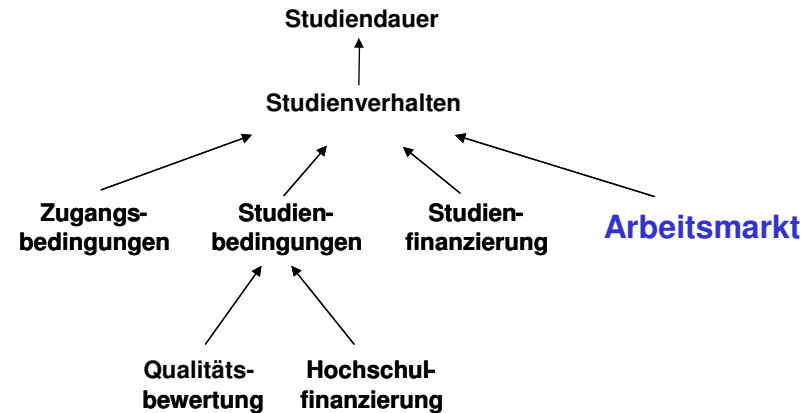 Studiendauer
Studienverhalten
Zugangs-
bedingungen
Studien-
bedingungen
Studien-
finanzierung
Arbeitsmarkt
Qualitäts-
bewertung
Hochschul-
finanzierung